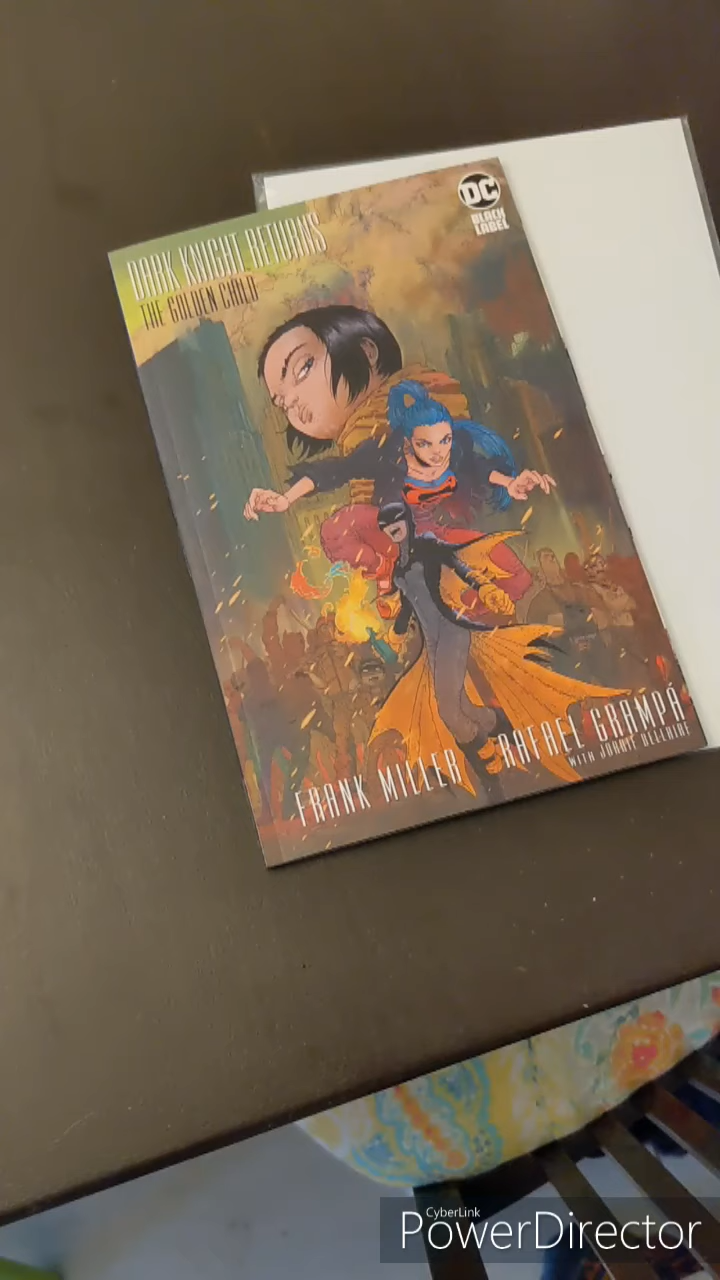 DC
BLACK
LABEL
DARK KNIGHT RETURNS
THE GOLDEN CHILD
FRANK MILLER
RAFAEL GRAMPÁ
WITH JORDIE BELLAIRE
CyberLink
PowerDirector